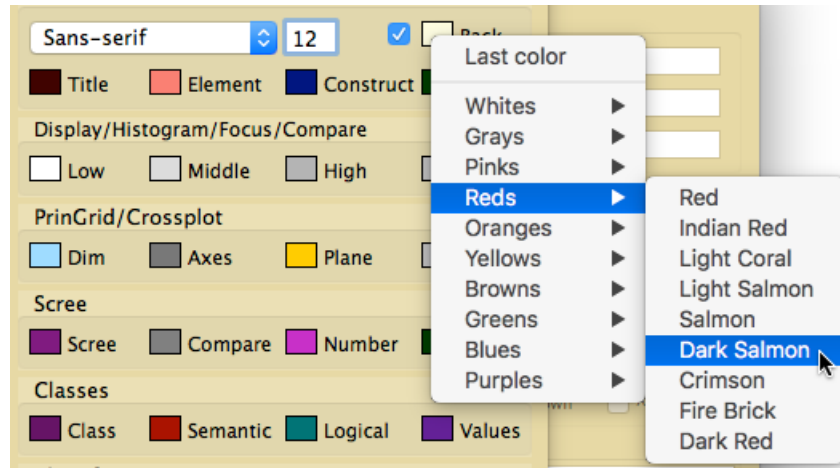 Sans-serif 12 Back
Title Element Construct
Display/Histogram/Focus/Compare
Low Middle High
PrinGrid/Crossplot
Dim Axes Plane
Scree
Scree Compare Number
Classes
Class Semantic Logical Values
Last color
Whites
Grays
Pinks
Reds
Oranges
Yellows
Browns
Greens
Blues
Purples
Red
Indian Red
Light Coral
Light Salmon
Salmon
Dark Salmon
Crimson
Fire Brick
Dark Red